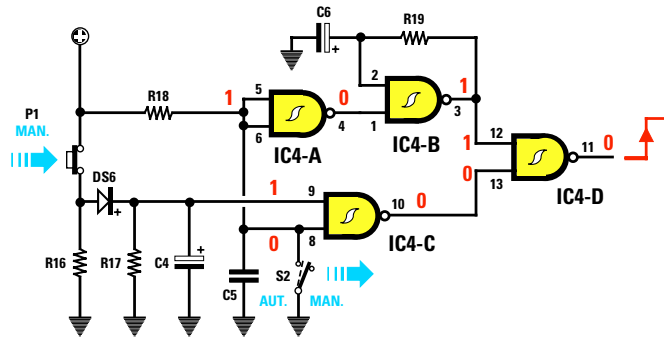 C6
R19
+
P1
MAN.
R18
1
5
6
0
4
IC4-A
2
1
3
1
IC4-B
1
12
0
13
11
0
IC4-D
DS6
+
1
9
8
10
0
IC4-C
0
R16
R17
C4
+
C5
S2
AUT.
MAN.